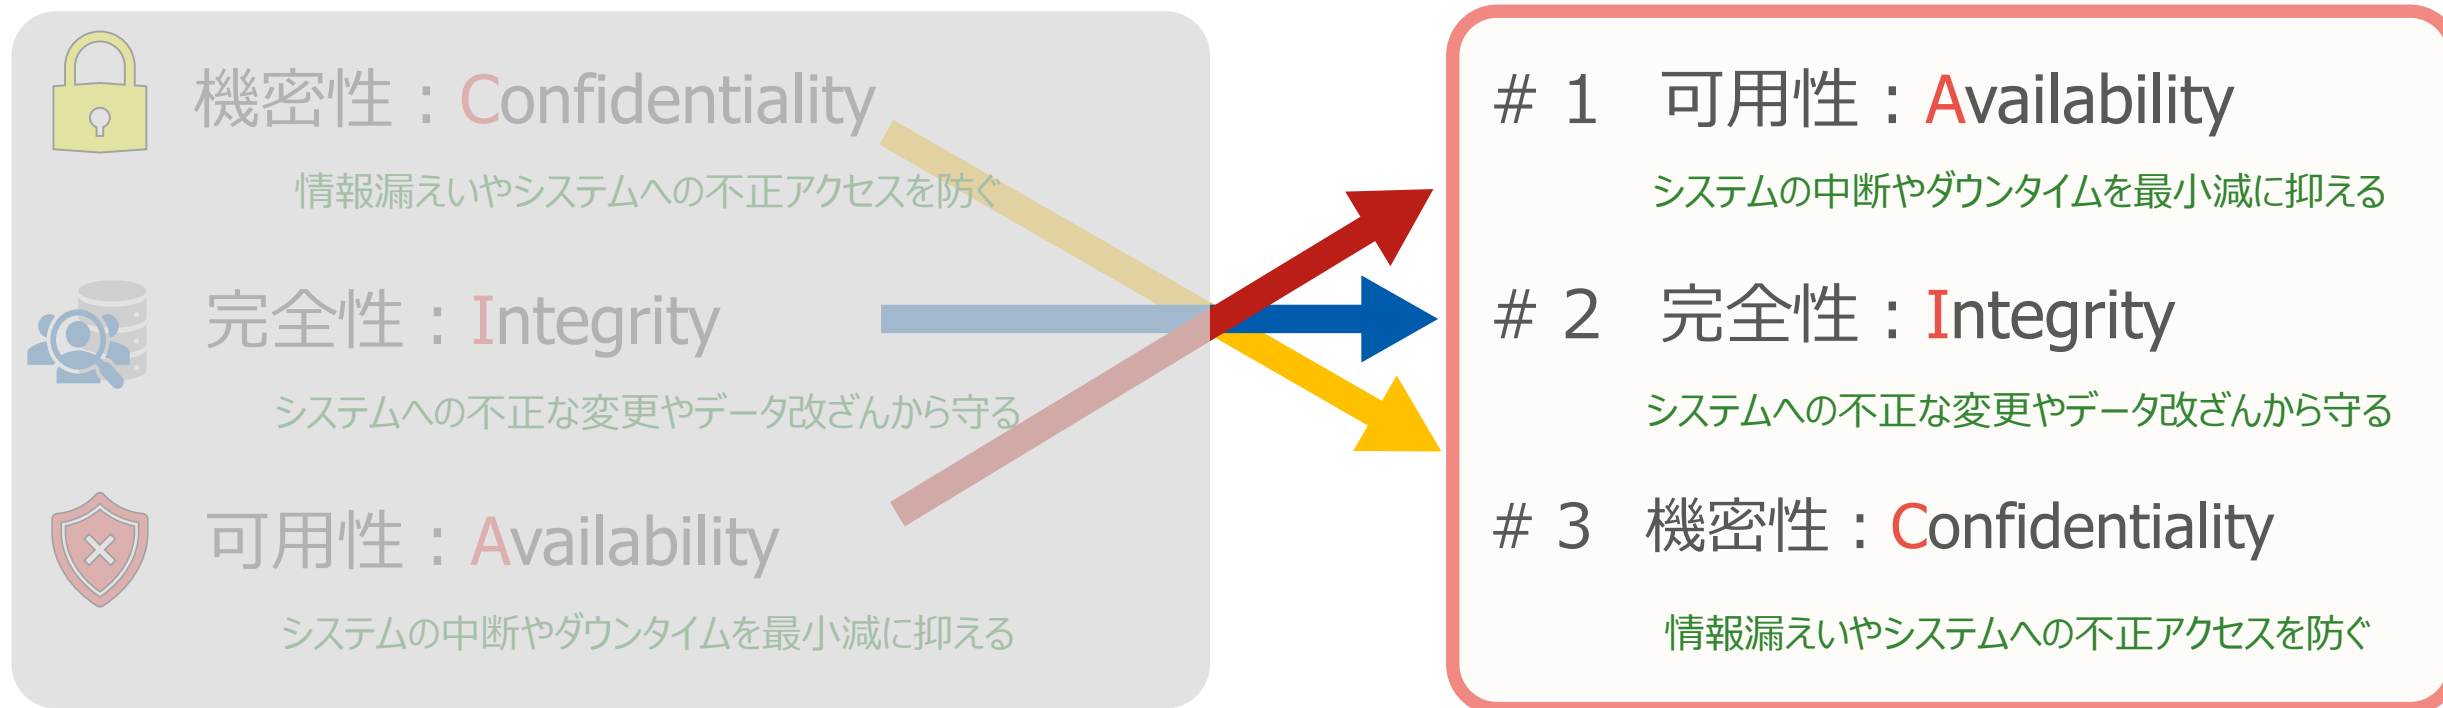 機密性：Confidentiality
情報漏えいやシステムへの不正アクセスを防ぐ
完全性：Integrity
システムへの不正な変更やデータ改ざんから守る
可用性：Availability
システムの中断やダウンタイムを最小減に抑える
＃１ 可用性：Availability
システムの中断やダウンタイムを最小減に抑える
＃２ 完全性：Integrity
システムへの不正な変更やデータ改ざんから守る
＃３ 機密性：Confidentiality
情報漏えいやシステムへの不正アクセスを防ぐ